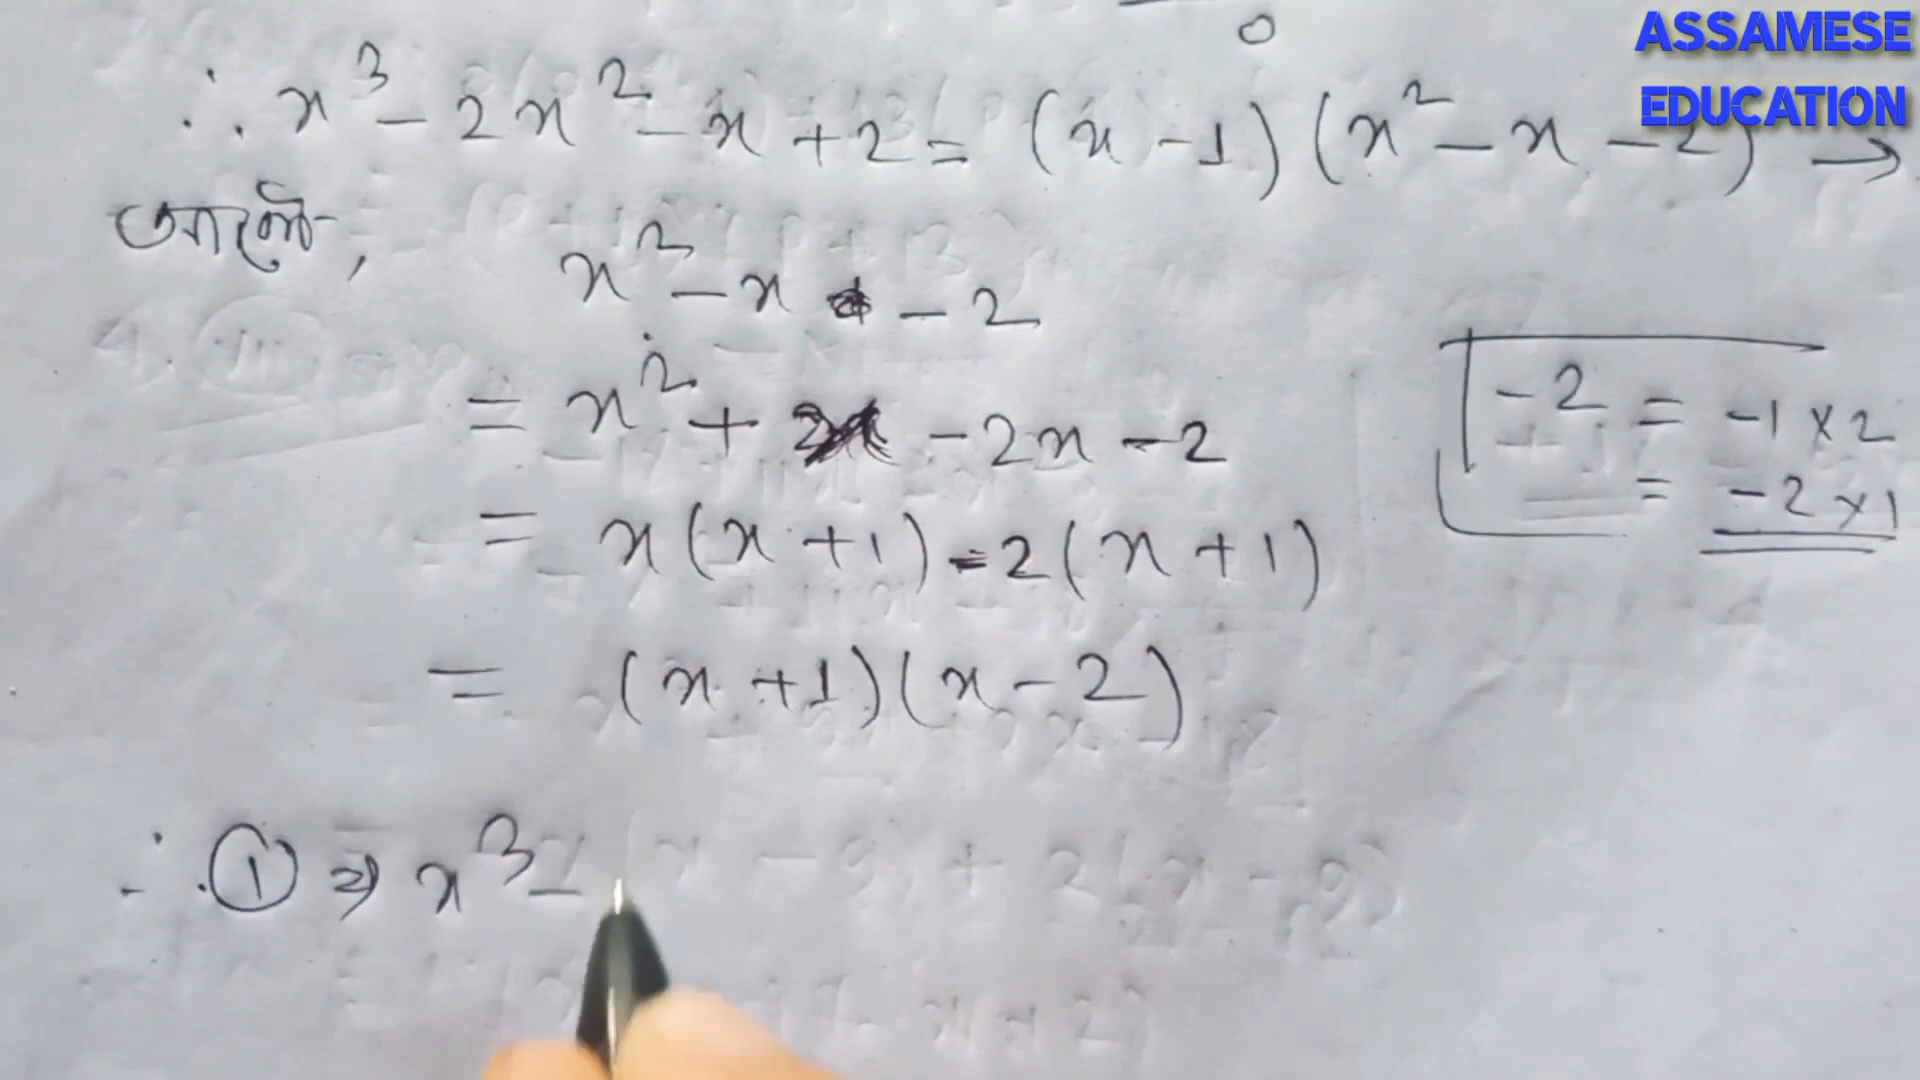 0
ASSAMESE
EDUCATION
∴ x³ - 2x² - x + 2 = (x - 1)(x² - x - 2) →
x² - x - 2
= x² + x - 2x - 2
= x(x + 1) - 2(x + 1)
= (x + 1)(x - 2)
-2 = -1 × 2
= -2 × 1
∴ ① ⇒ x³ -